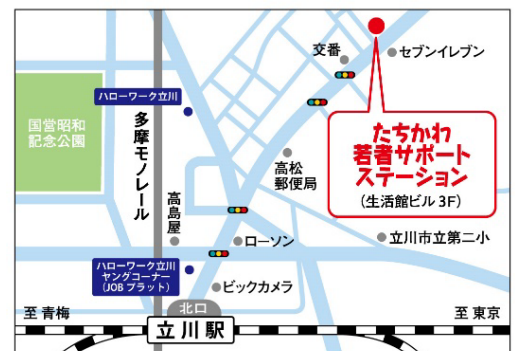 交番
セブンイレブン
ハローワーク立川
国営昭和
記念公園
多摩モノレール
たちかわ
若者サポート
ステーション
(生活館ビル 3F)
高松
郵便局
高島屋
ローソン
立川市立第二小
ハローワーク立川
ヤングコーナー
(JOB プラット)
ビックカメラ
至 青梅
北口
至 東京
立川駅